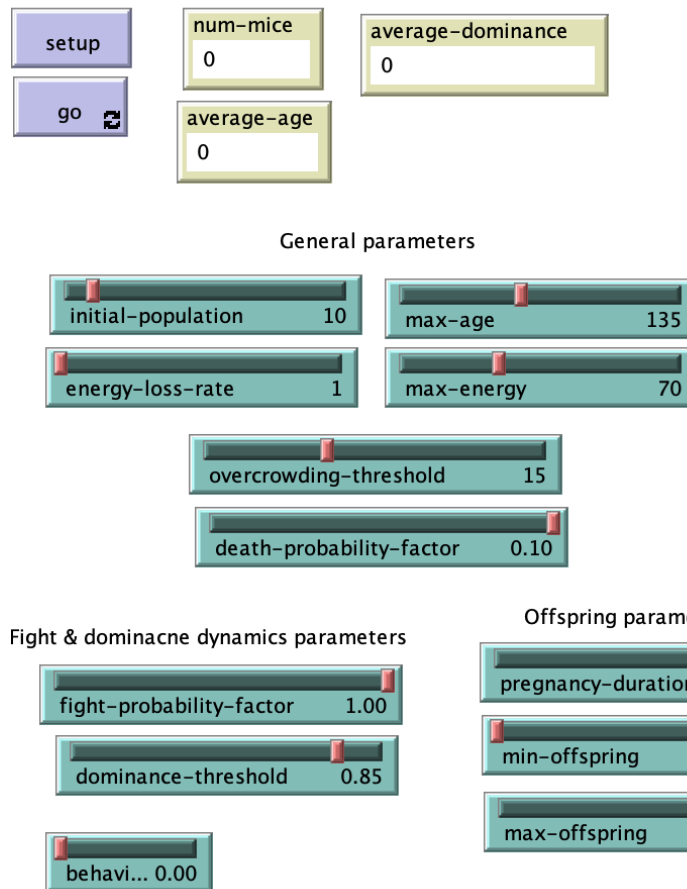 setup
num-mice
0
average-dominance
0
go
average-age
0
General parameters
initial-population 10
max-age 135
energy-loss-rate 1
max-energy 70
overcrowding-threshold 15
death-probability-factor 0.10
Offspring parame
Fight & dominacne dynamics parameters
fight-probability-factor 1.00
pregnancy-duration
dominance-threshold 0.85
min-offspring
max-offspring
behavi... 0.00